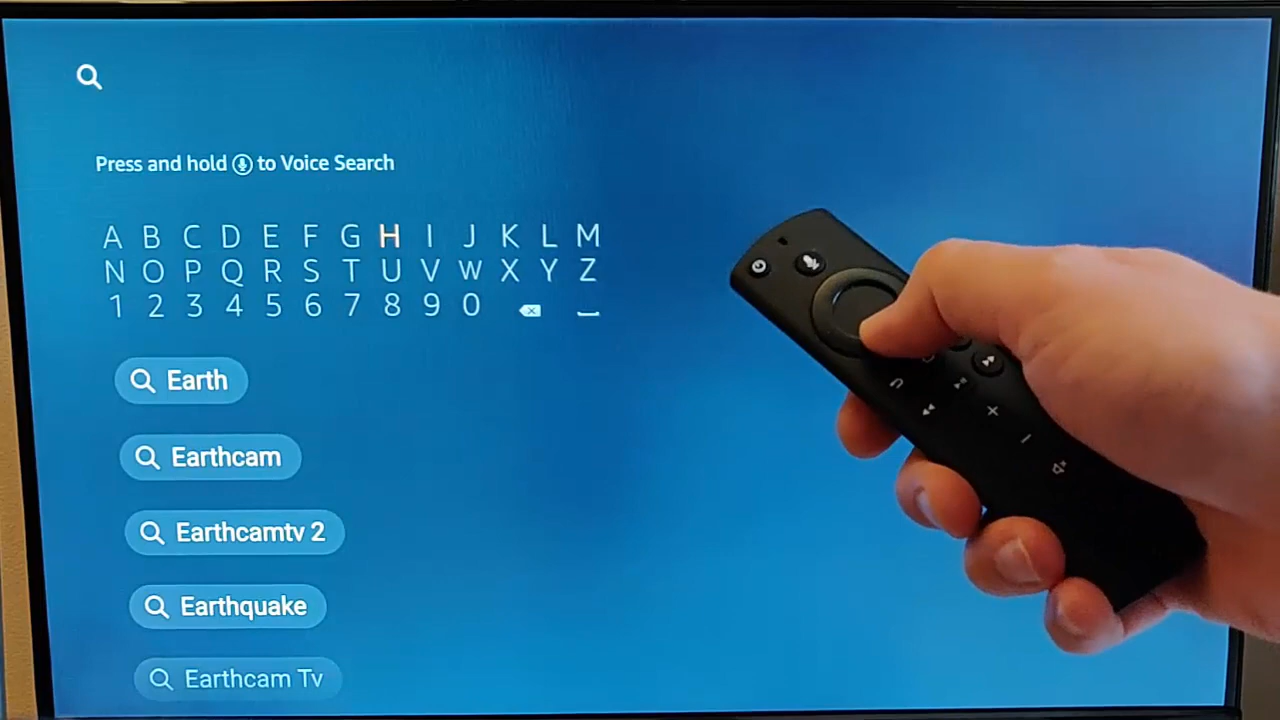 Press and hold to Voice Search
A B C D E F G H I J K L M
N O P Q R S T U V W X Y Z
1 2 3 4 5 6 7 8 9 0
Earth
Earthcam
Earthcamtv 2
Earthquake
Earthcam Tv